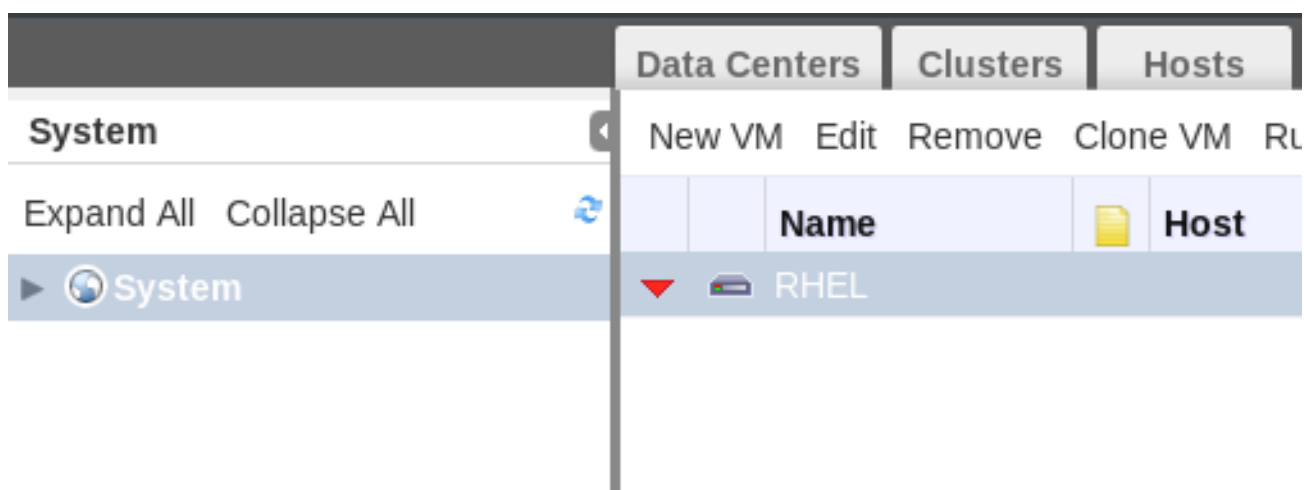 Data Centers Clusters Hosts
System
New VM Edit Remove Clone VM Ru
Expand All Collapse All
Name Host
System
RHEL